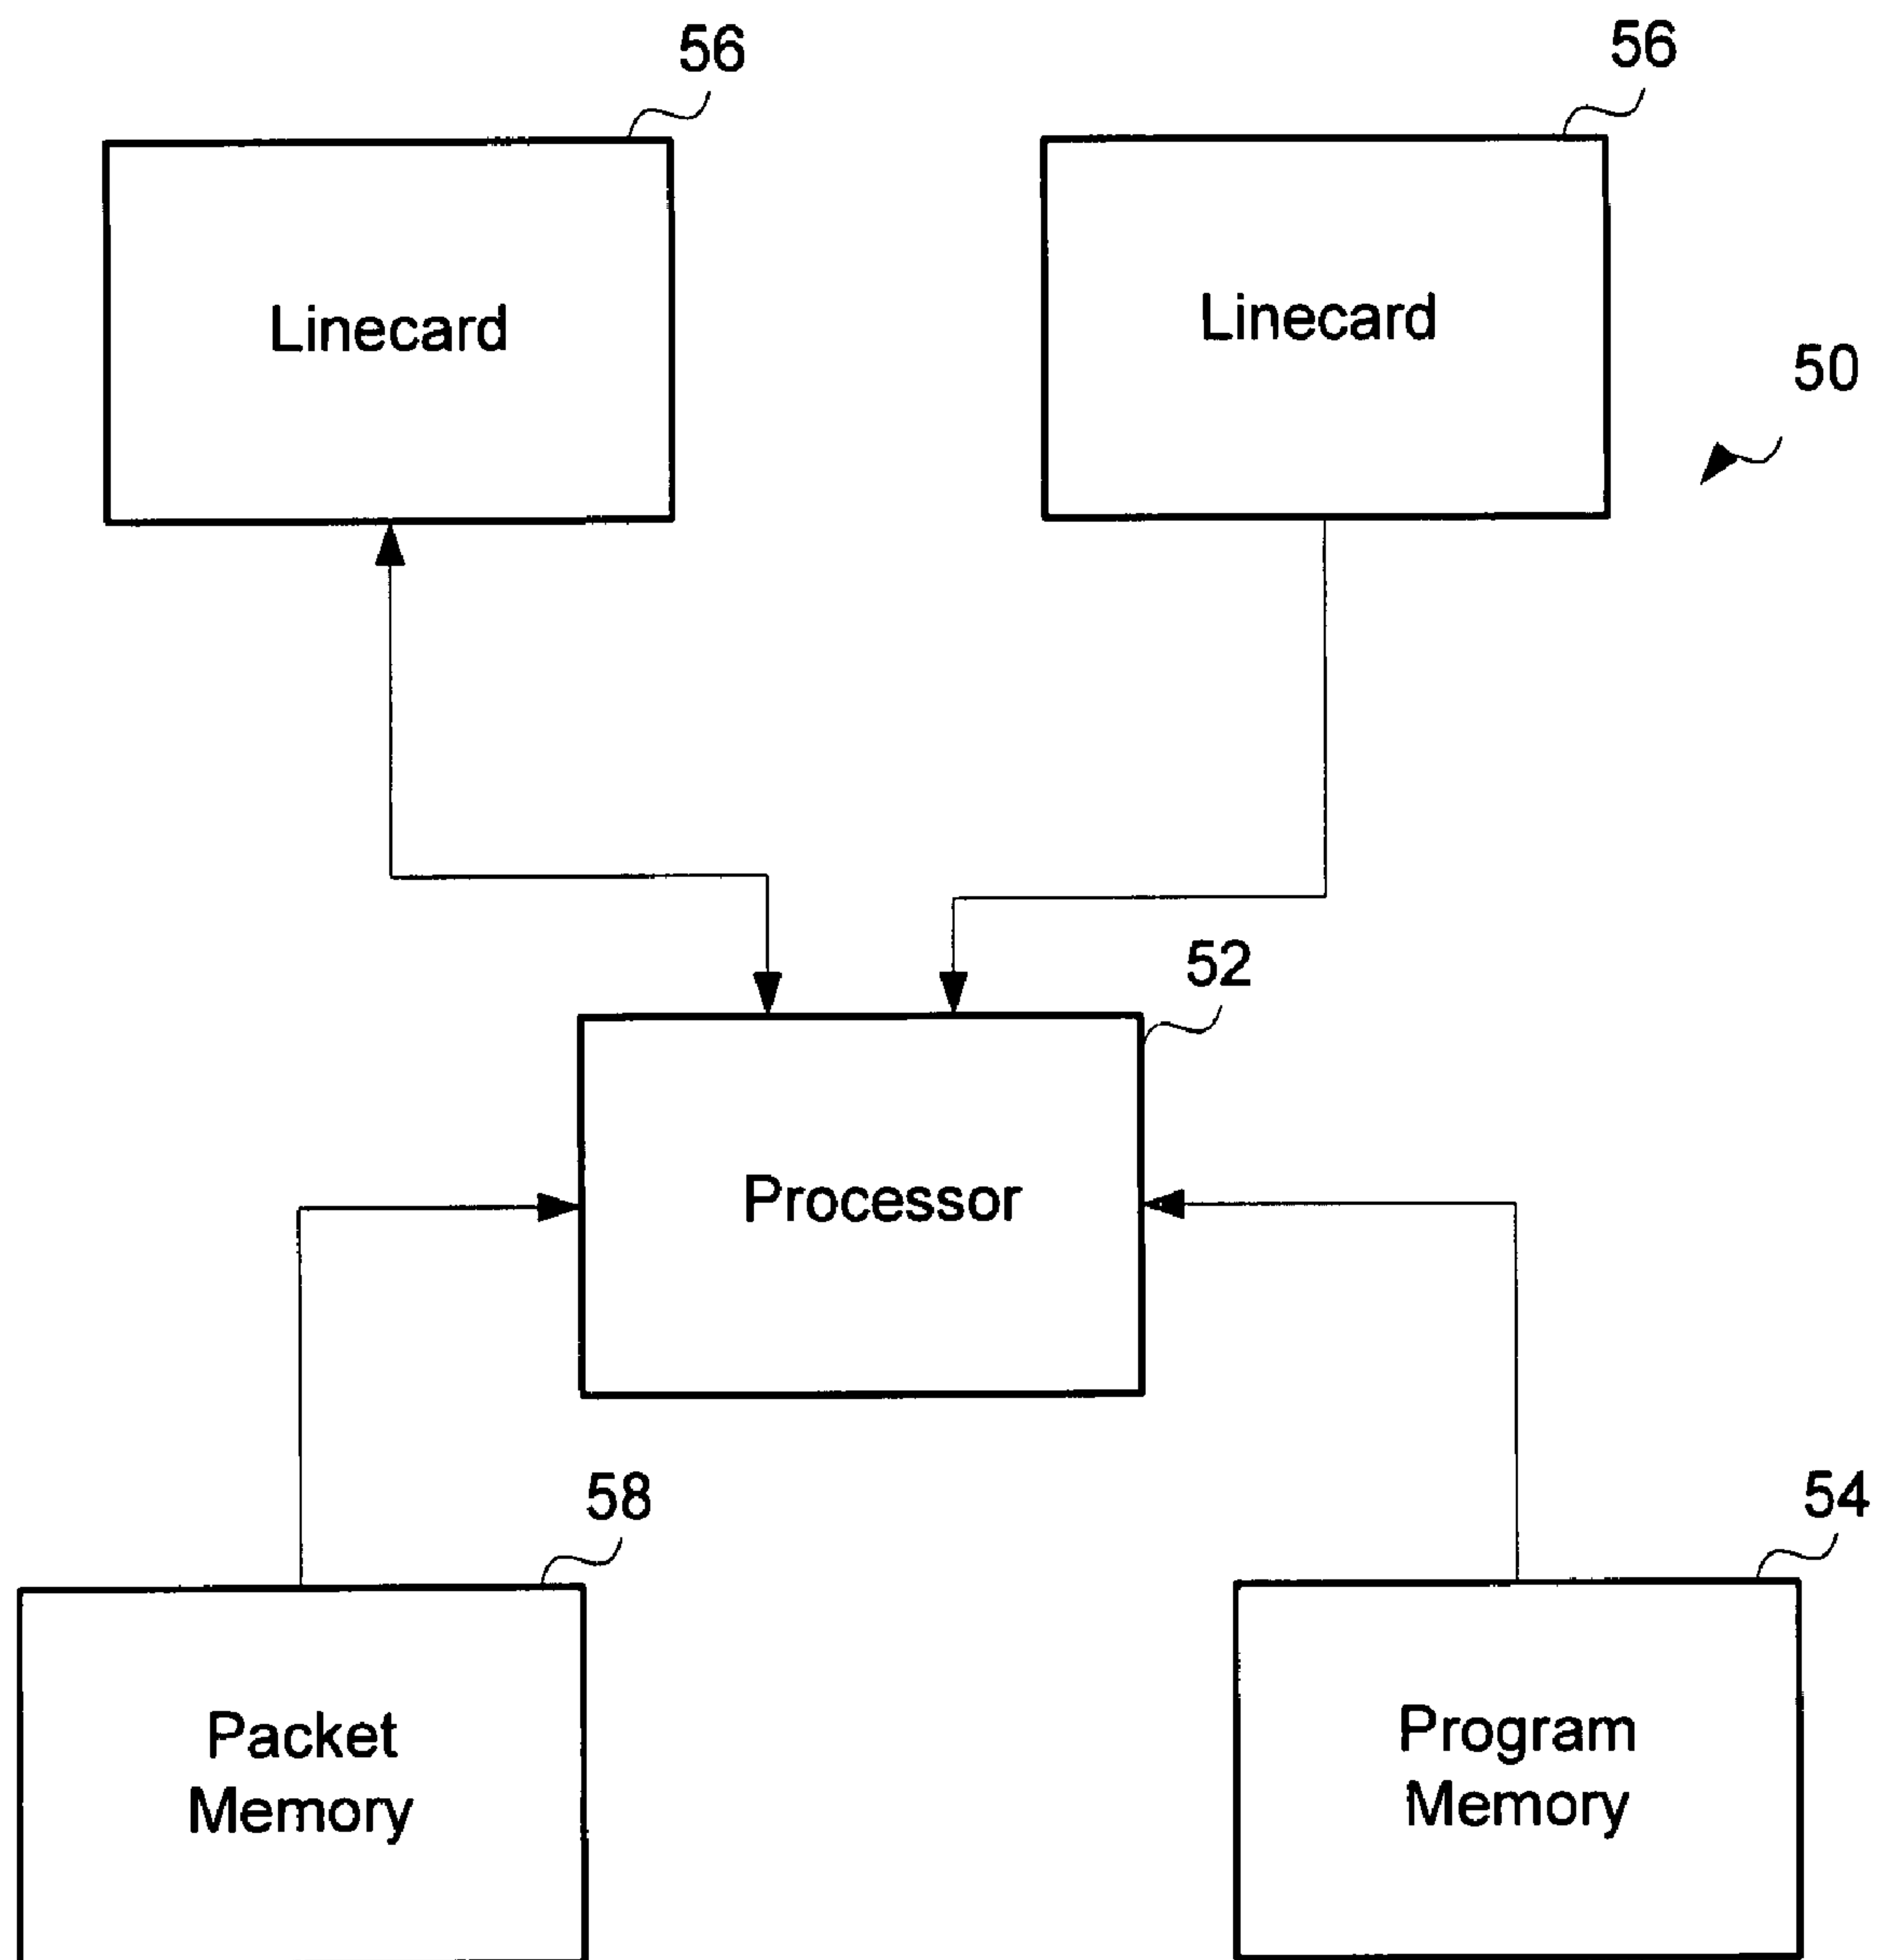 56
56
Linecard
Linecard
50
52
Processor
58
54
Packet
Memory
Program
Memory